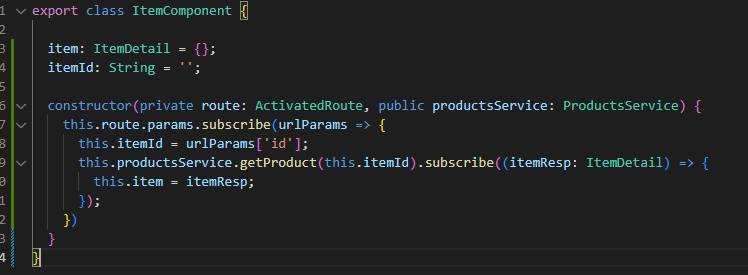 1 export class ItemComponent {
2
3 item: ItemDetail = {};
4 itemId: String = '';
5
6 constructor(private route: ActivatedRoute, public productsService: ProductsService) {
7 this.route.params.subscribe(urlParams => {
8 this.itemId = urlParams['id'];
9 this.productsService.getProduct(this.itemId).subscribe((itemResp: ItemDetail) => {
0 this.item = itemResp;
1 });
2 })
3 }
4 }